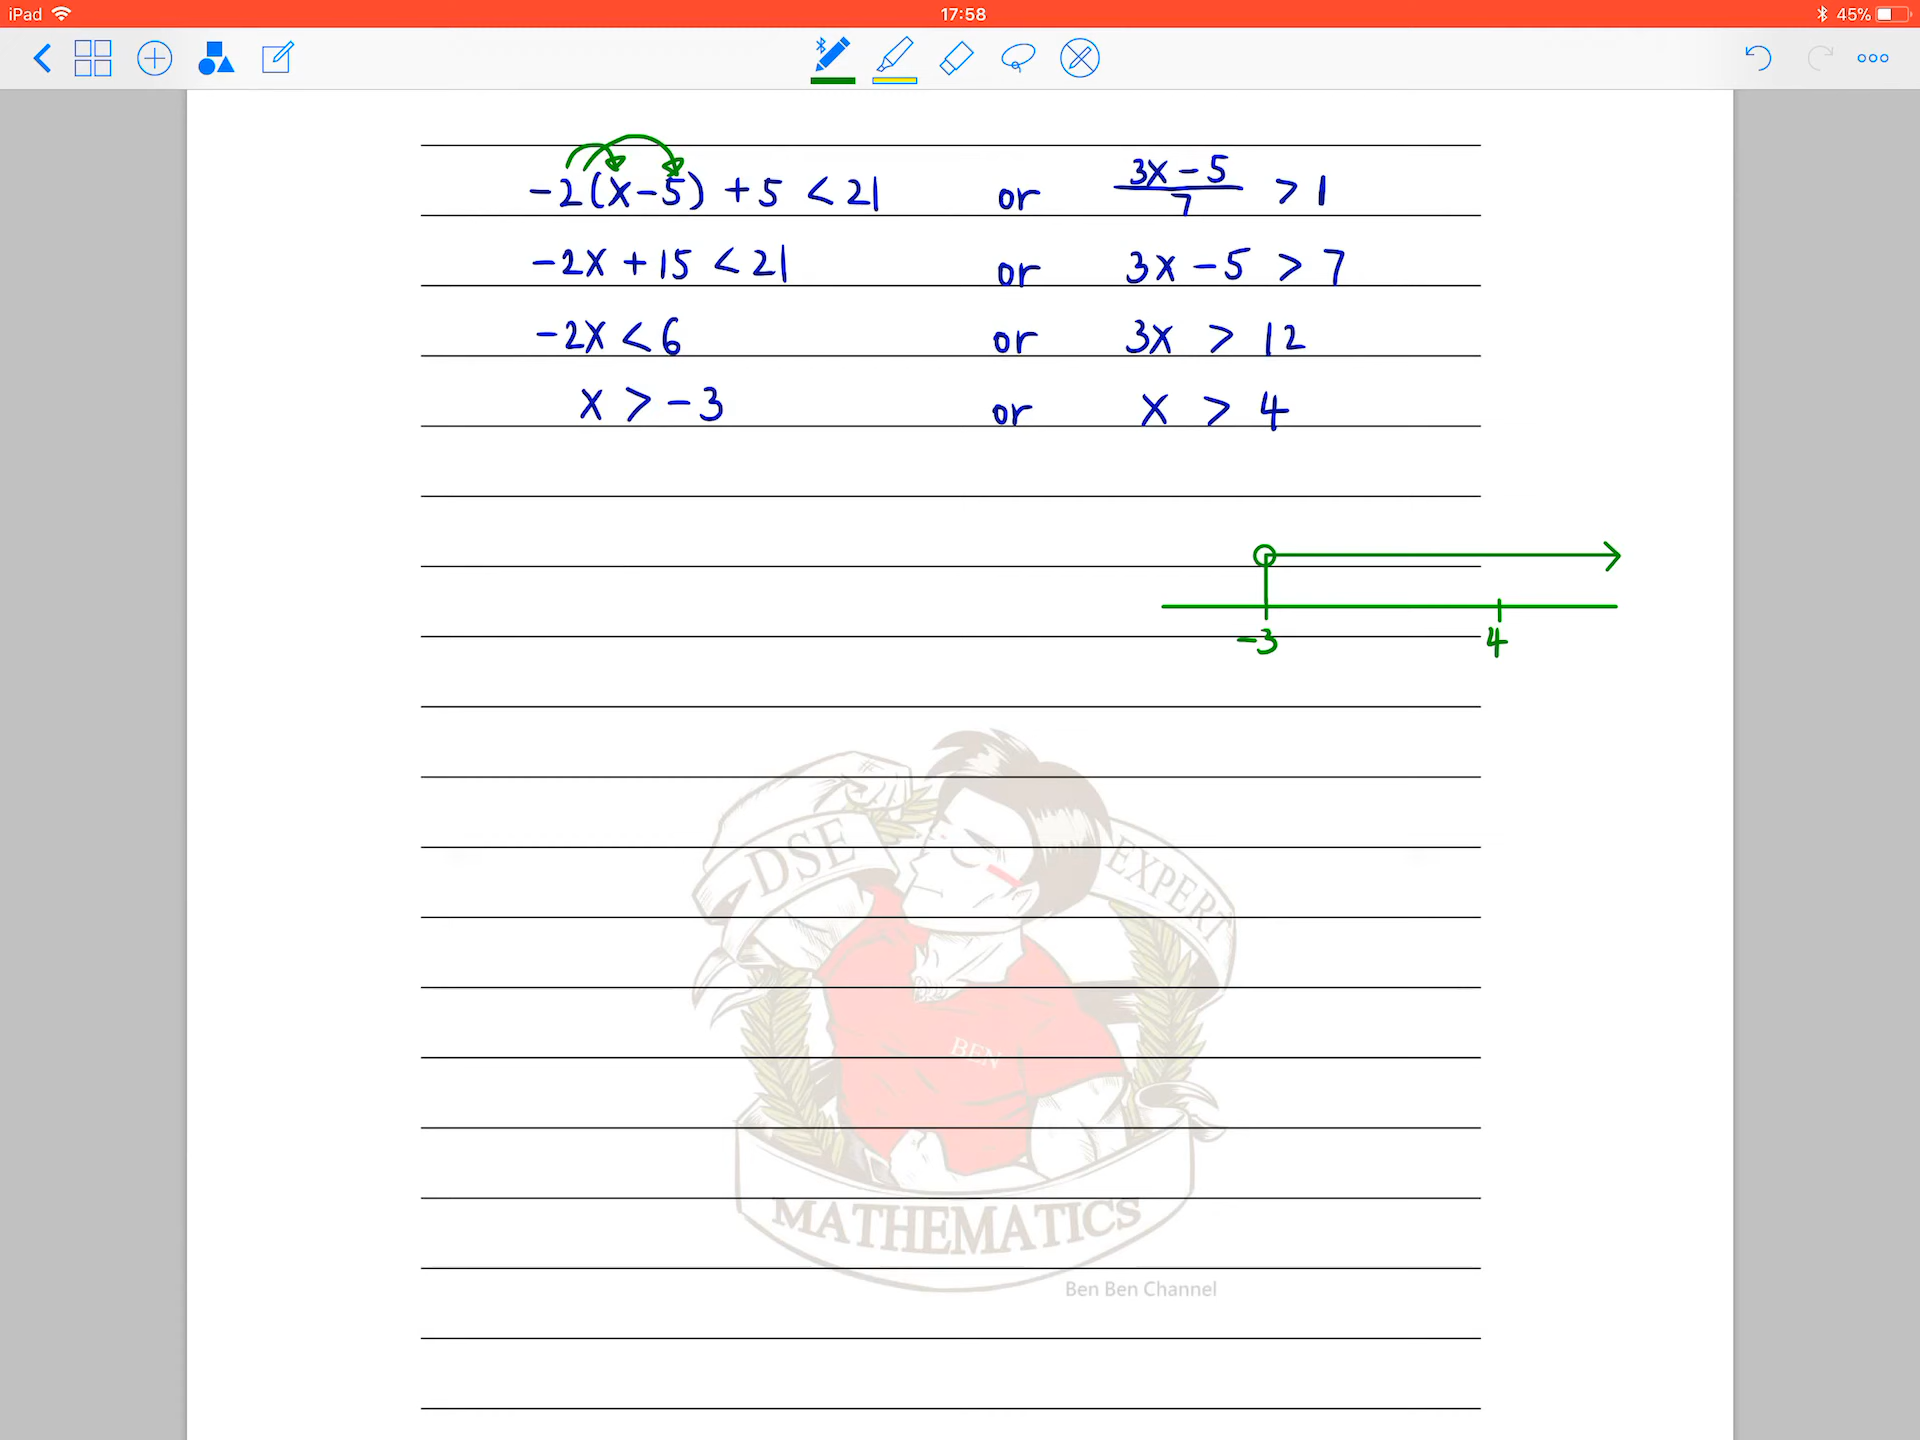 iPad 17:58 45%
-2(x-5)+5<21 or (3x-5)/7 >1
-2x+15<21 or 3x-5>7
-2x<6 or 3x>12
x>-3 or x>4
-3 4
DSE EXPERT
BEN
MATHEMATICS
Ben Ben Channel